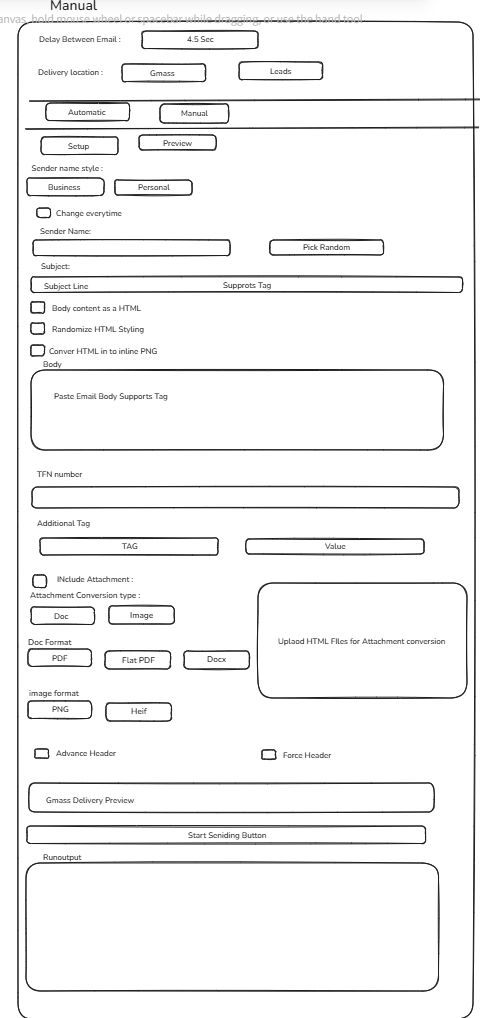 Manual
anvas, hold mouse wheel or spacebar while dragging, or use the hand tool
Delay Between Email : 4.5 Sec
Delivery location : Gmass Leads
Automatic Manual
Setup Preview
Sender name style :
Business Personal
Change everytime
Sender Name:
Pick Random
Subject:
Subject Line Supprots Tag
Body content as a HTML
Randomize HTML Styling
Conver HTML in to inline PNG
Body
Paste Email Body Supports Tag
TFN number
Additional Tag
TAG Value
INclude Attachment :
Attachment Conversion type :
Doc Image
Uplaod HTML FIles for Attachment conversion
Doc Format
PDF Flat PDF Docx
image format
PNG Heif
Advance Header Force Header
Gmass Delivery Preview
Start Seniding Button
Runoutput